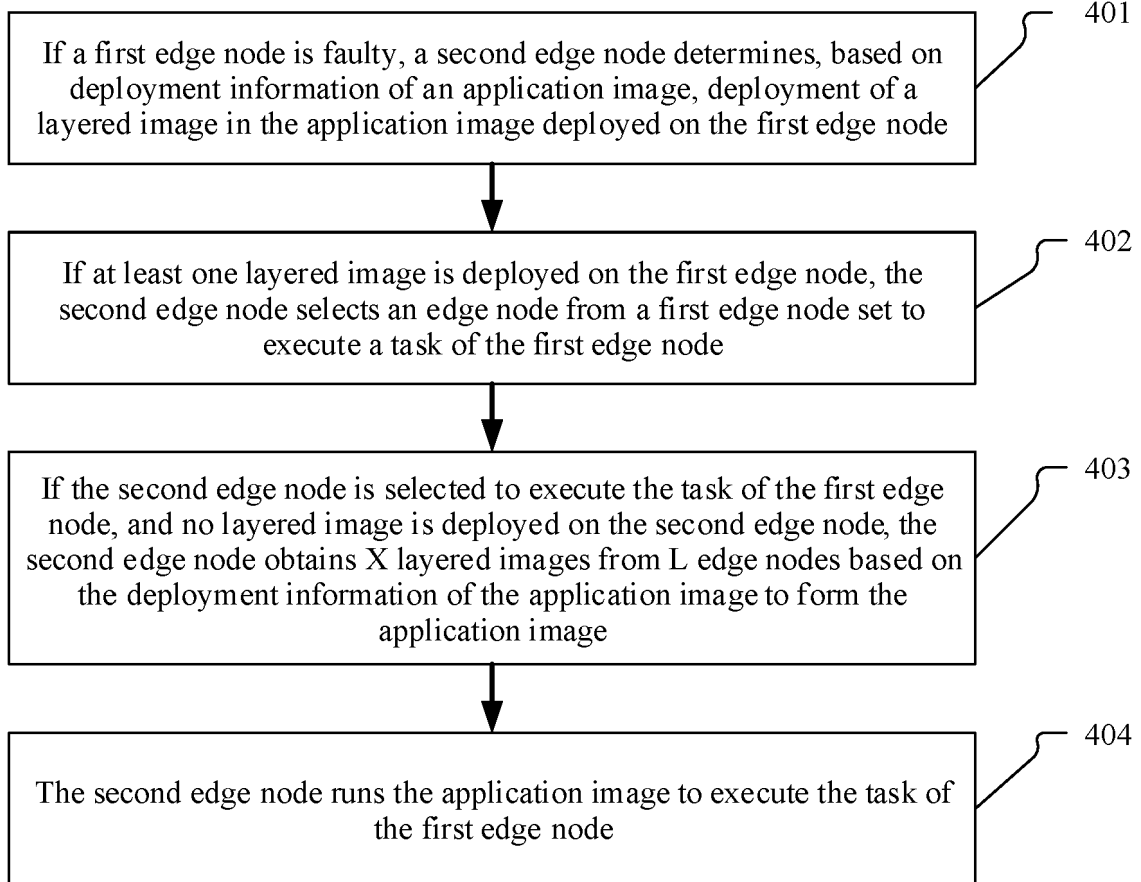 401
If a first edge node is faulty, a second edge node determines, based on
deployment information of an application image, deployment of a
layered image in the application image deployed on the first edge node
402
If at least one layered image is deployed on the first edge node, the
second edge node selects an edge node from a first edge node set to
execute a task of the first edge node
403
If the second edge node is selected to execute the task of the first edge
node, and no layered image is deployed on the second edge node, the
second edge node obtains X layered images from L edge nodes based on
the deployment information of the application image to form the
application image
404
The second edge node runs the application image to execute the task of
the first edge node